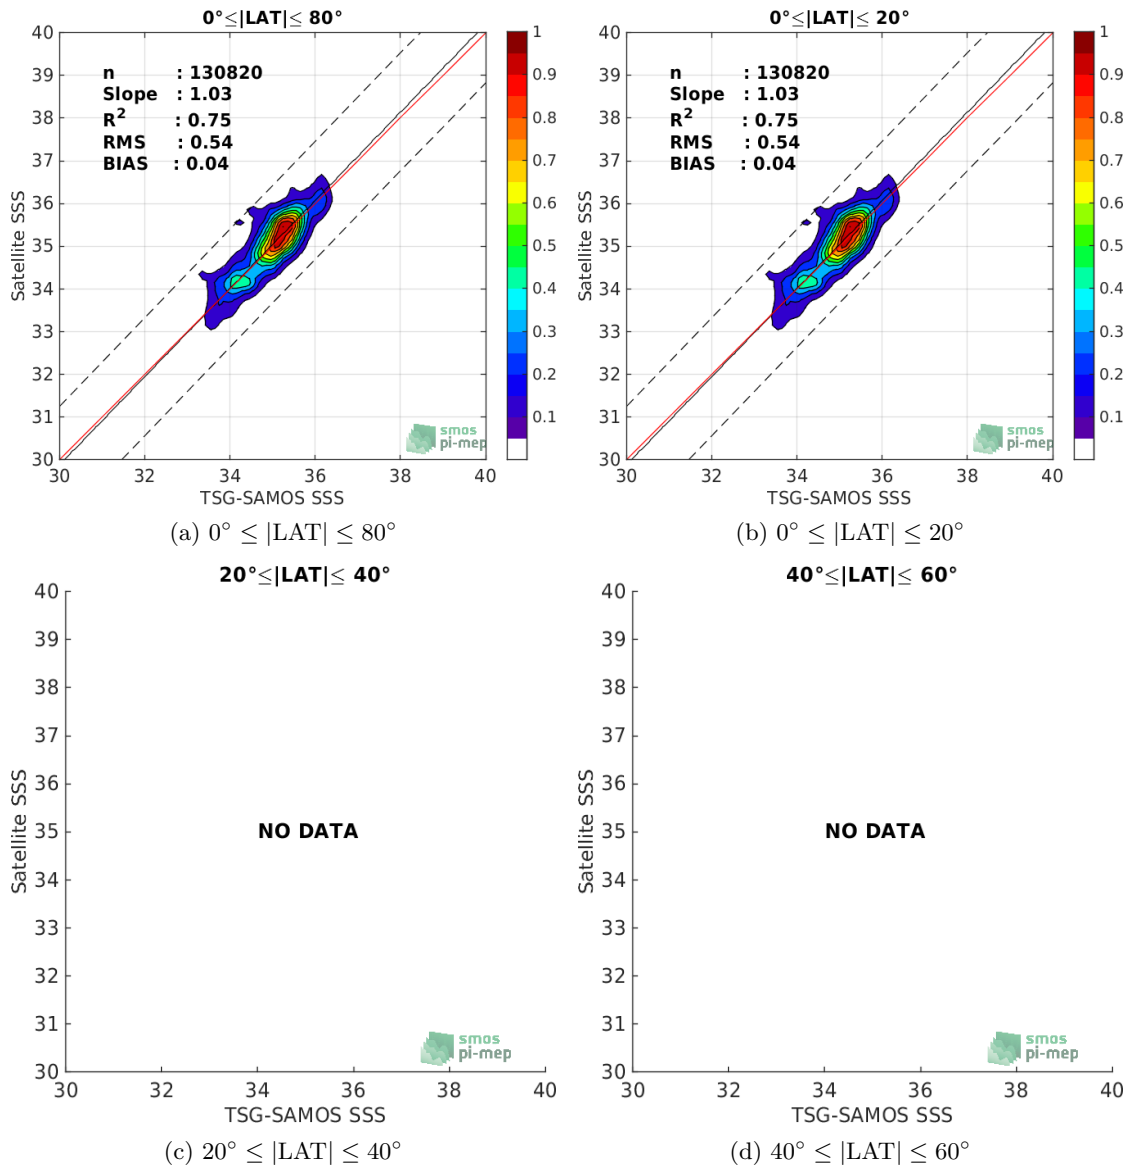 0°≤|LAT|≤ 80°
40
39
38
37
36
35
34
33
32
31
30
Satellite SSS
n : 130820
Slope : 1.03
R2 : 0.75
RMS : 0.54
BIAS : 0.04
smos
pi-mep
30 32 34 36 38 40
TSG-SAMOS SSS
1
0.9
0.8
0.7
0.6
0.5
0.4
0.3
0.2
0.1
(a) 0° ≤ |LAT| ≤ 80°
0°≤|LAT|≤ 20°
40
39
38
37
36
35
34
33
32
31
30
Satellite SSS
n : 130820
Slope : 1.03
R2 : 0.75
RMS : 0.54
BIAS : 0.04
smos
pi-mep
30 32 34 36 38 40
TSG-SAMOS SSS
1
0.9
0.8
0.7
0.6
0.5
0.4
0.3
0.2
0.1
(b) 0° ≤ |LAT| ≤ 20°
20°≤|LAT|≤ 40°
40
39
38
37
36
35
34
33
32
31
30
Satellite SSS
NO DATA
smos
pi-mep
30 32 34 36 38 40
TSG-SAMOS SSS
(c) 20° ≤ |LAT| ≤ 40°
40°≤|LAT|≤ 60°
40
39
38
37
36
35
34
33
32
31
30
Satellite SSS
NO DATA
smos
pi-mep
30 32 34 36 38 40
TSG-SAMOS SSS
(d) 40° ≤ |LAT| ≤ 60°